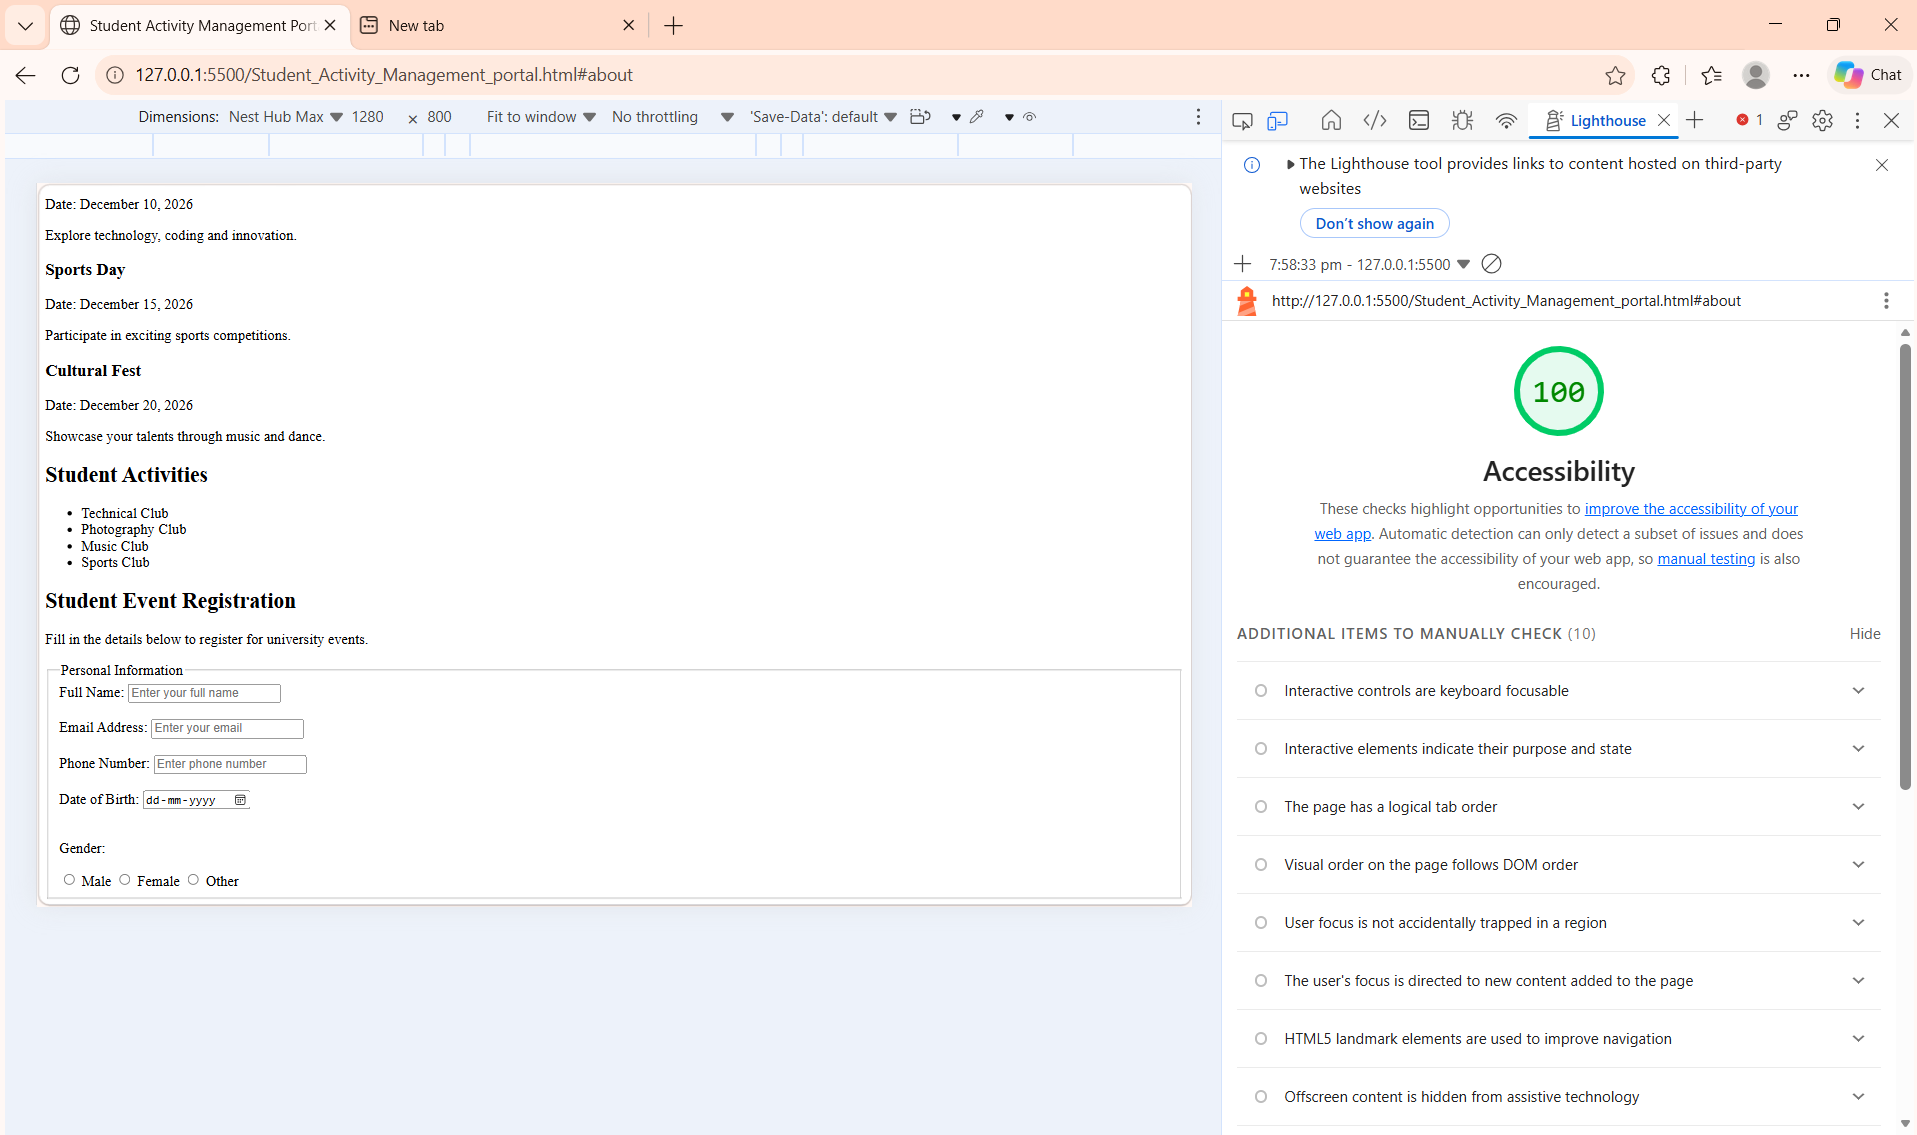 Student Activity Management Port
New tab
127.0.0.1:5500/Student_Activity_Management_portal.html#about
Chat
Dimensions: Nest Hub Max 1280 × 800 Fit to window No throttling 'Save-Data': default
Lighthouse
1
The Lighthouse tool provides links to content hosted on third-party
websites
Don't show again
7:58:33 pm - 127.0.0.1:5500
http://127.0.0.1:5500/Student_Activity_Management_portal.html#about
Date: December 10, 2026
Explore technology, coding and innovation.
Sports Day
Date: December 15, 2026
Participate in exciting sports competitions.
Cultural Fest
Date: December 20, 2026
Showcase your talents through music and dance.
Student Activities
Technical Club
Photography Club
Music Club
Sports Club
Student Event Registration
Fill in the details below to register for university events.
Personal Information
Full Name: Enter your full name
Email Address: Enter your email
Phone Number: Enter phone number
Date of Birth: dd-mm-yyyy
Gender:
Male Female Other
100
Accessibility
These checks highlight opportunities to improve the accessibility of your
web app. Automatic detection can only detect a subset of issues and does
not guarantee the accessibility of your web app, so manual testing is also
encouraged.
ADDITIONAL ITEMS TO MANUALLY CHECK (10) Hide
Interactive controls are keyboard focusable
Interactive elements indicate their purpose and state
The page has a logical tab order
Visual order on the page follows DOM order
User focus is not accidentally trapped in a region
The user's focus is directed to new content added to the page
HTML5 landmark elements are used to improve navigation
Offscreen content is hidden from assistive technology